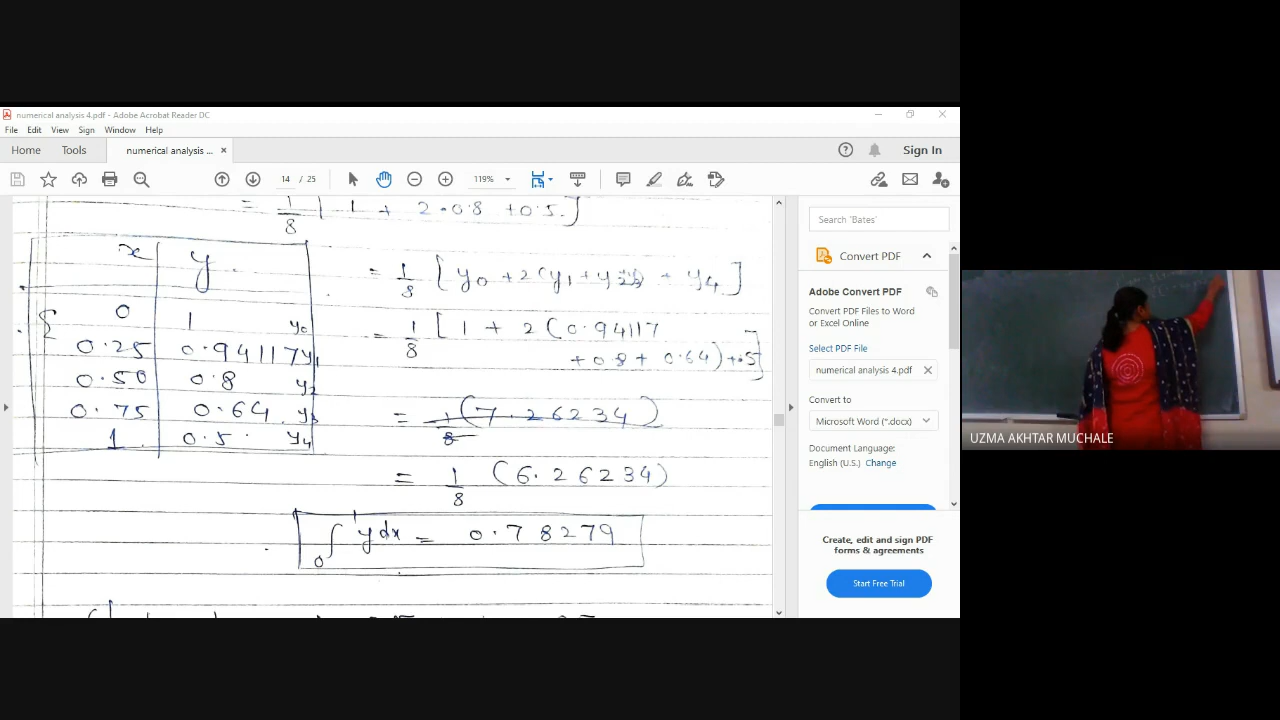 numerical analysis 4.pdf - Adobe Acrobat Reader DC
File Edit View Window Help
Home Tools numerical analysis ... × Sign In
14 / 25 119%
= 1/8 [ 1 + 2·0.8 + 0.5 ]
x y
0 1 y0
0.25 0.94117 y1
0.50 0.8 y2
0.75 0.64 y3
1 0.5 y4
= 1/8 [ y0 + 2(y1 + y2 + y4 ]
= 1/8 [ 1 + 2(0.94117
+ 0.8 + 0.64) + .5 ]
= 1/8 (7.26234)
= 1/8 (6.26234)
∫₀¹ y dx = 0.78279
Search 'Bates'
Convert PDF
Adobe Convert PDF
Convert PDF Files to Word
or Excel Online
Select PDF File
numerical analysis 4.pdf
Convert to
Microsoft Word (*.docx)
Document Language:
English (U.S.) Change
Create, edit and sign PDF
forms & agreements
Start Free Trial
UZMA AKHTAR MUCHALE